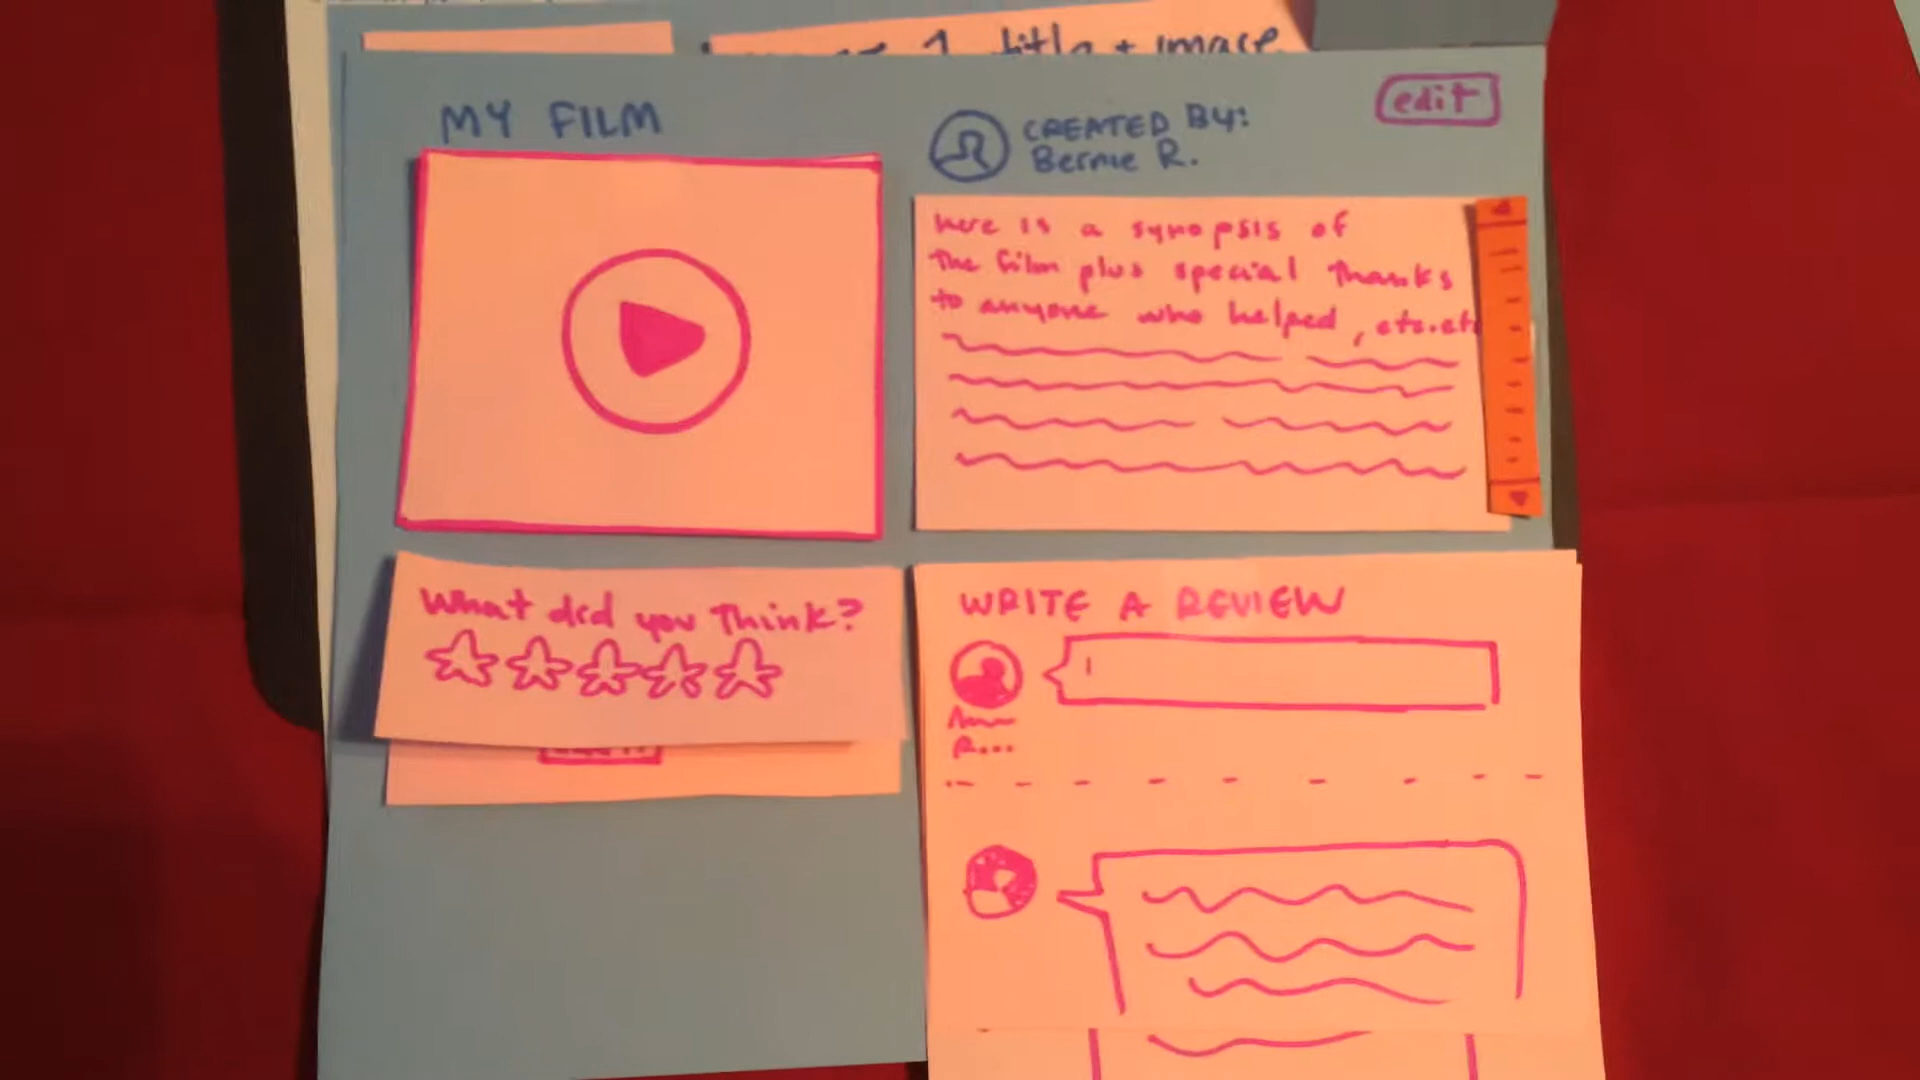 1 title + image
MY FILM
CREATED BY:
Bernie R.
edit
here is a synopsis of
the film plus special thanks
to anyone who helped, etc.etc
What did you think?
WRITE A REVIEW
R...